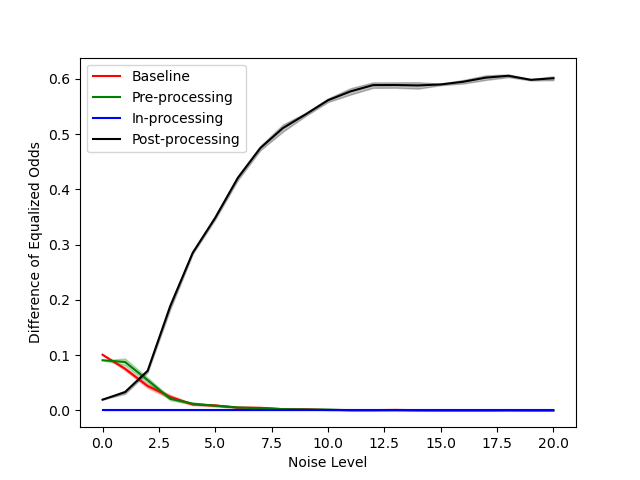 Baseline
Pre-processing
In-processing
Post-processing
Difference of Equalized Odds
0.6
0.5
0.4
0.3
0.2
0.1
0.0
0.0 2.5 5.0 7.5 10.0 12.5 15.0 17.5 20.0
Noise Level